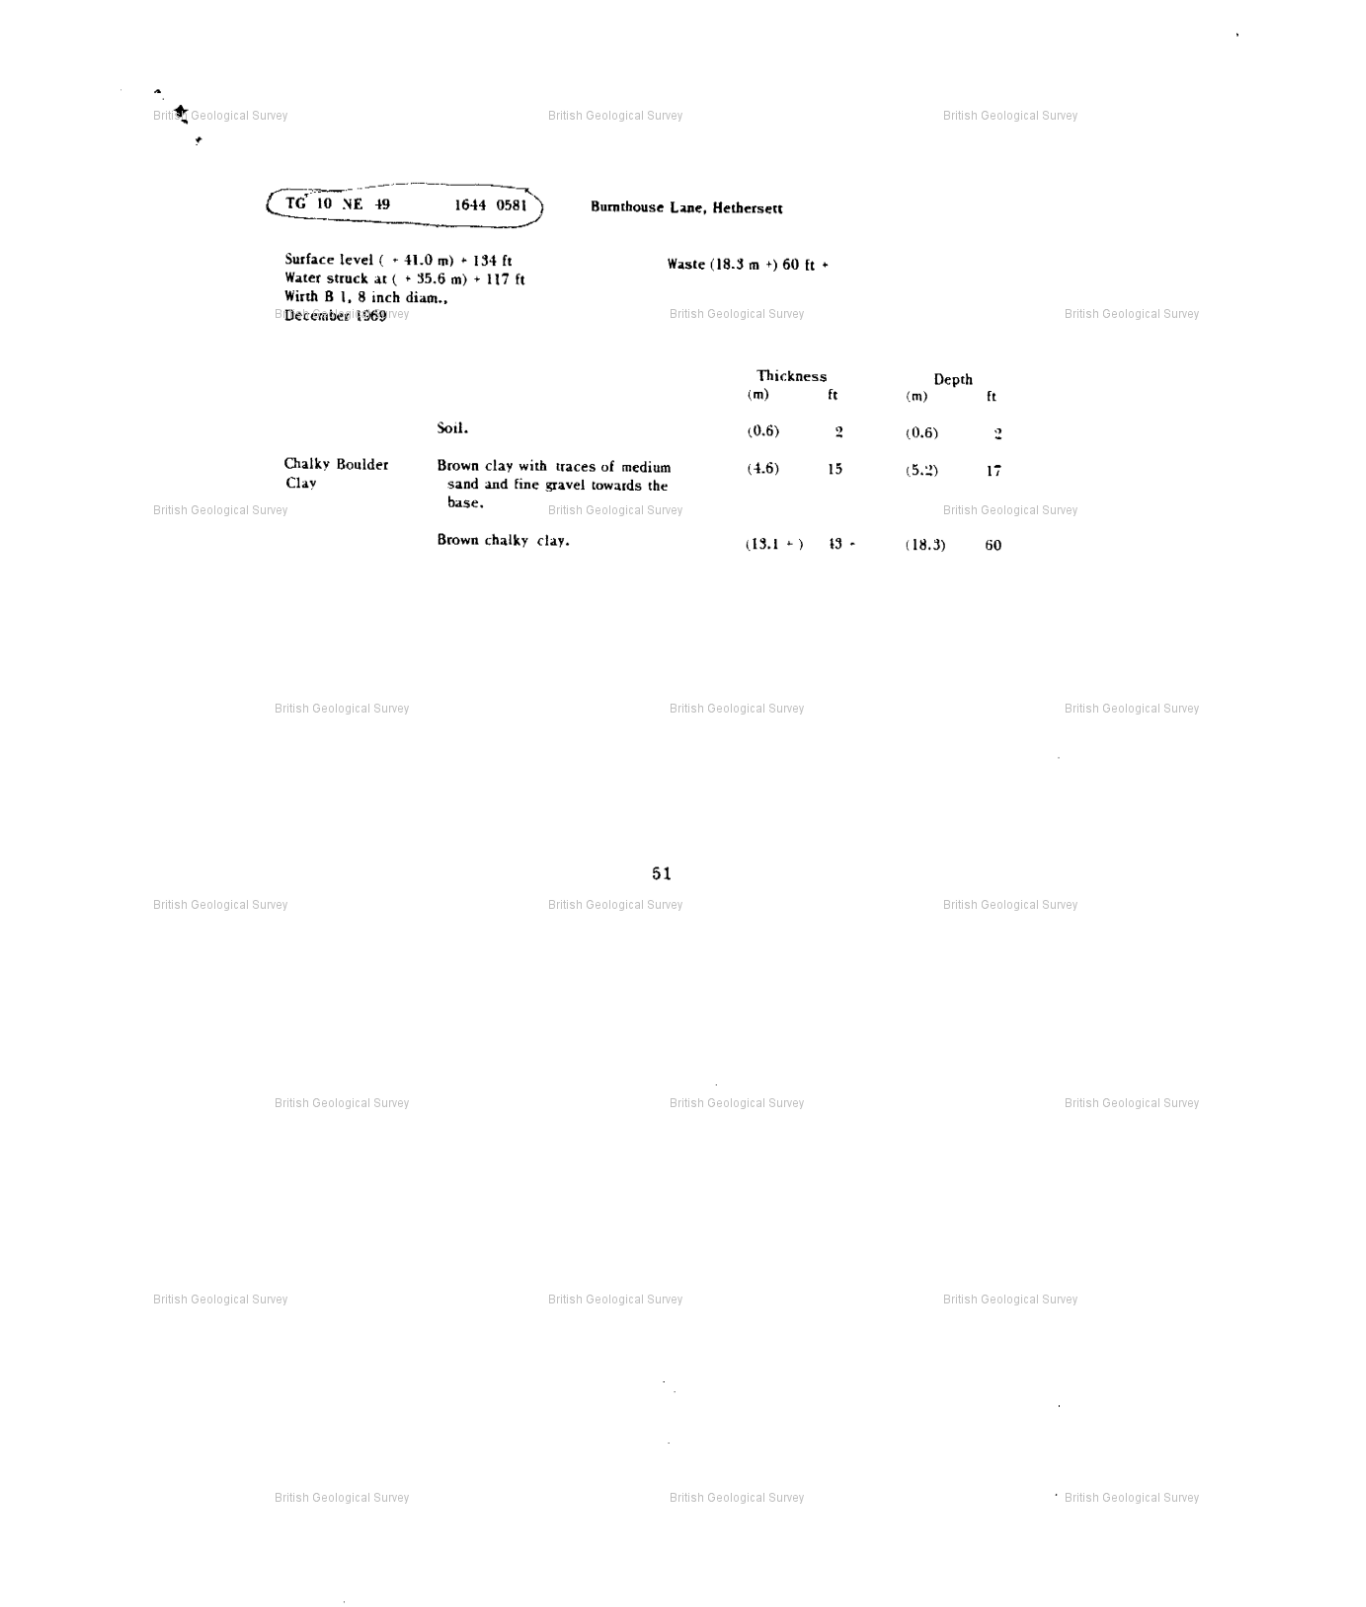 British Geological Survey British Geological Survey British Geological Survey
TG 10 NE 49 1644 0581 Burnthouse Lane, Hethersett
Surface level ( + 41.0 m) + 134 ft Waste (18.3 m +) 60 ft +
Water struck at ( + 35.6 m) + 117 ft
Wirth B 1, 8 inch diam.,
December 1969
British Geological Survey British Geological Survey British Geological Survey
Thickness Depth
(m) ft (m) ft
Soil. (0.6) 2 (0.6) 2
Chalky Boulder Brown clay with traces of medium (4.6) 15 (5.2) 17
Clay sand and fine gravel towards the
base.
British Geological Survey British Geological Survey British Geological Survey
Brown chalky clay. (13.1 + ) 43 + (18.3) 60
British Geological Survey British Geological Survey British Geological Survey
51
British Geological Survey British Geological Survey British Geological Survey
British Geological Survey British Geological Survey British Geological Survey
British Geological Survey British Geological Survey British Geological Survey
British Geological Survey British Geological Survey British Geological Survey